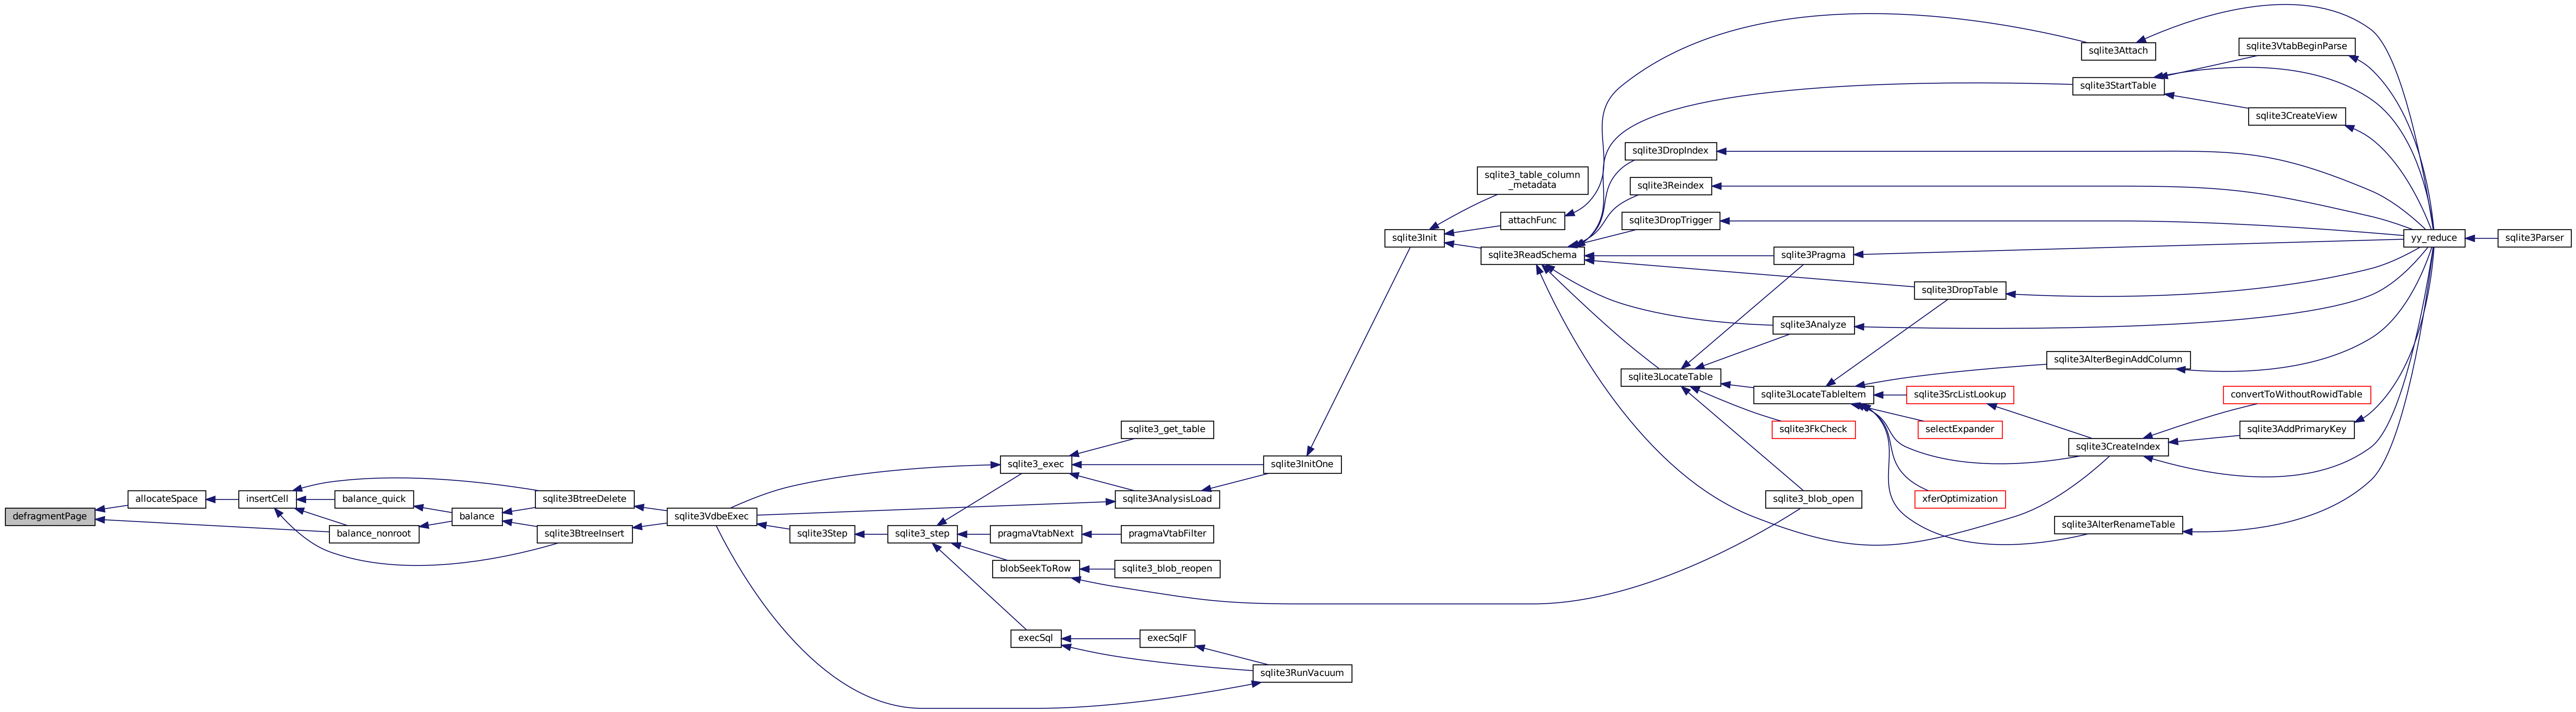 defragmentPage
allocateSpace
insertCell
balance_quick
balance_nonroot
balance
sqlite3BtreeDelete
sqlite3BtreeInsert
sqlite3VdbeExec
sqlite3Step
sqlite3_step
sqlite3_exec
sqlite3_get_table
sqlite3AnalysisLoad
pragmaVtabNext
pragmaVtabFilter
blobSeekToRow
sqlite3_blob_reopen
execSql
execSqlF
sqlite3RunVacuum
sqlite3InitOne
sqlite3Init
sqlite3_table_column
_metadata
attachFunc
sqlite3ReadSchema
sqlite3DropIndex
sqlite3Reindex
sqlite3DropTrigger
sqlite3LocateTable
sqlite3Pragma
sqlite3Analyze
sqlite3LocateTableItem
sqlite3FkCheck
sqlite3_blob_open
sqlite3DropTable
sqlite3SrcListLookup
selectExpander
xferOptimization
sqlite3Attach
sqlite3StartTable
sqlite3AlterBeginAddColumn
sqlite3CreateIndex
sqlite3AlterRenameTable
sqlite3VtabBeginParse
sqlite3CreateView
convertToWithoutRowidTable
sqlite3AddPrimaryKey
yy_reduce
sqlite3Parser